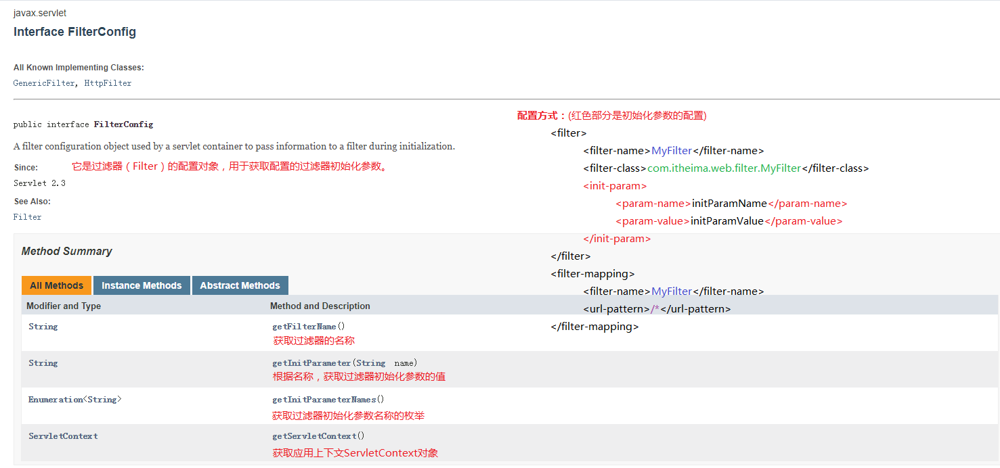 javax.servlet
Interface FilterConfig
All Known Implementing Classes:
GenericFilter, HttpFilter
public interface FilterConfig
A filter configuration object used by a servlet container to pass information to a filter during initialization.
Since: 它是过滤器（Filter）的配置对象，用于获取配置的过滤器初始化参数。
Servlet 2.3
See Also:
Filter
配置方式：(红色部分是初始化参数的配置)
<filter>
<filter-name>MyFilter</filter-name>
<filter-class>com.itheima.web.filter.MyFilter</filter-class>
<init-param>
<param-name>initParamName</param-name>
<param-value>initParamValue</param-value>
</init-param>
</filter>
<filter-mapping>
<filter-name>MyFilter</filter-name>
<url-pattern>/*</url-pattern>
</filter-mapping>
Method Summary
All Methods Instance Methods Abstract Methods
Modifier and Type Method and Description
String getFilterName()
获取过滤器的名称
String getInitParameter(String name)
根据名称，获取过滤器初始化参数的值
Enumeration<String> getInitParameterNames()
获取过滤器初始化参数名称的枚举
ServletContext getServletContext()
获取应用上下文ServletContext对象